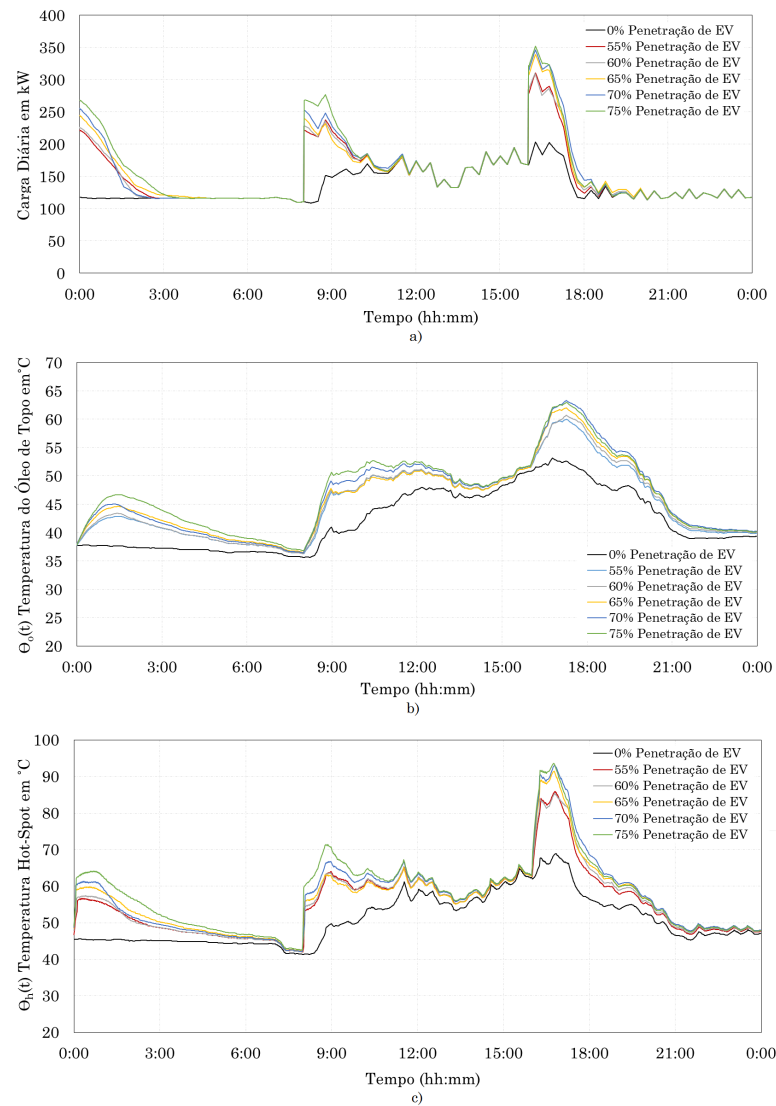 400
350
300
250
200
150
100
50
0
Carga Diária em kW
0% Penetração de EV
55% Penetração de EV
60% Penetração de EV
65% Penetração de EV
70% Penetração de EV
75% Penetração de EV
0:00 3:00 6:00 9:00 12:00 15:00 18:00 21:00 0:00
Tempo (hh:mm)
a)
70
65
60
55
50
45
40
35
30
25
20
Ɵo(t) Temperatura do Óleo de Topo em˚C
0% Penetração de EV
55% Penetração de EV
60% Penetração de EV
65% Penetração de EV
70% Penetração de EV
75% Penetração de EV
0:00 3:00 6:00 9:00 12:00 15:00 18:00 21:00 0:00
Tempo (hh:mm)
b)
100
90
80
70
60
50
40
30
20
Ɵh(t) Temperatura Hot-Spot em ˚C
0% Penetração de EV
55% Penetração de EV
60% Penetração de EV
65% Penetração de EV
70% Penetração de EV
75% Penetração de EV
0:00 3:00 6:00 9:00 12:00 15:00 18:00 21:00 0:00
Tempo (hh:mm)
c)